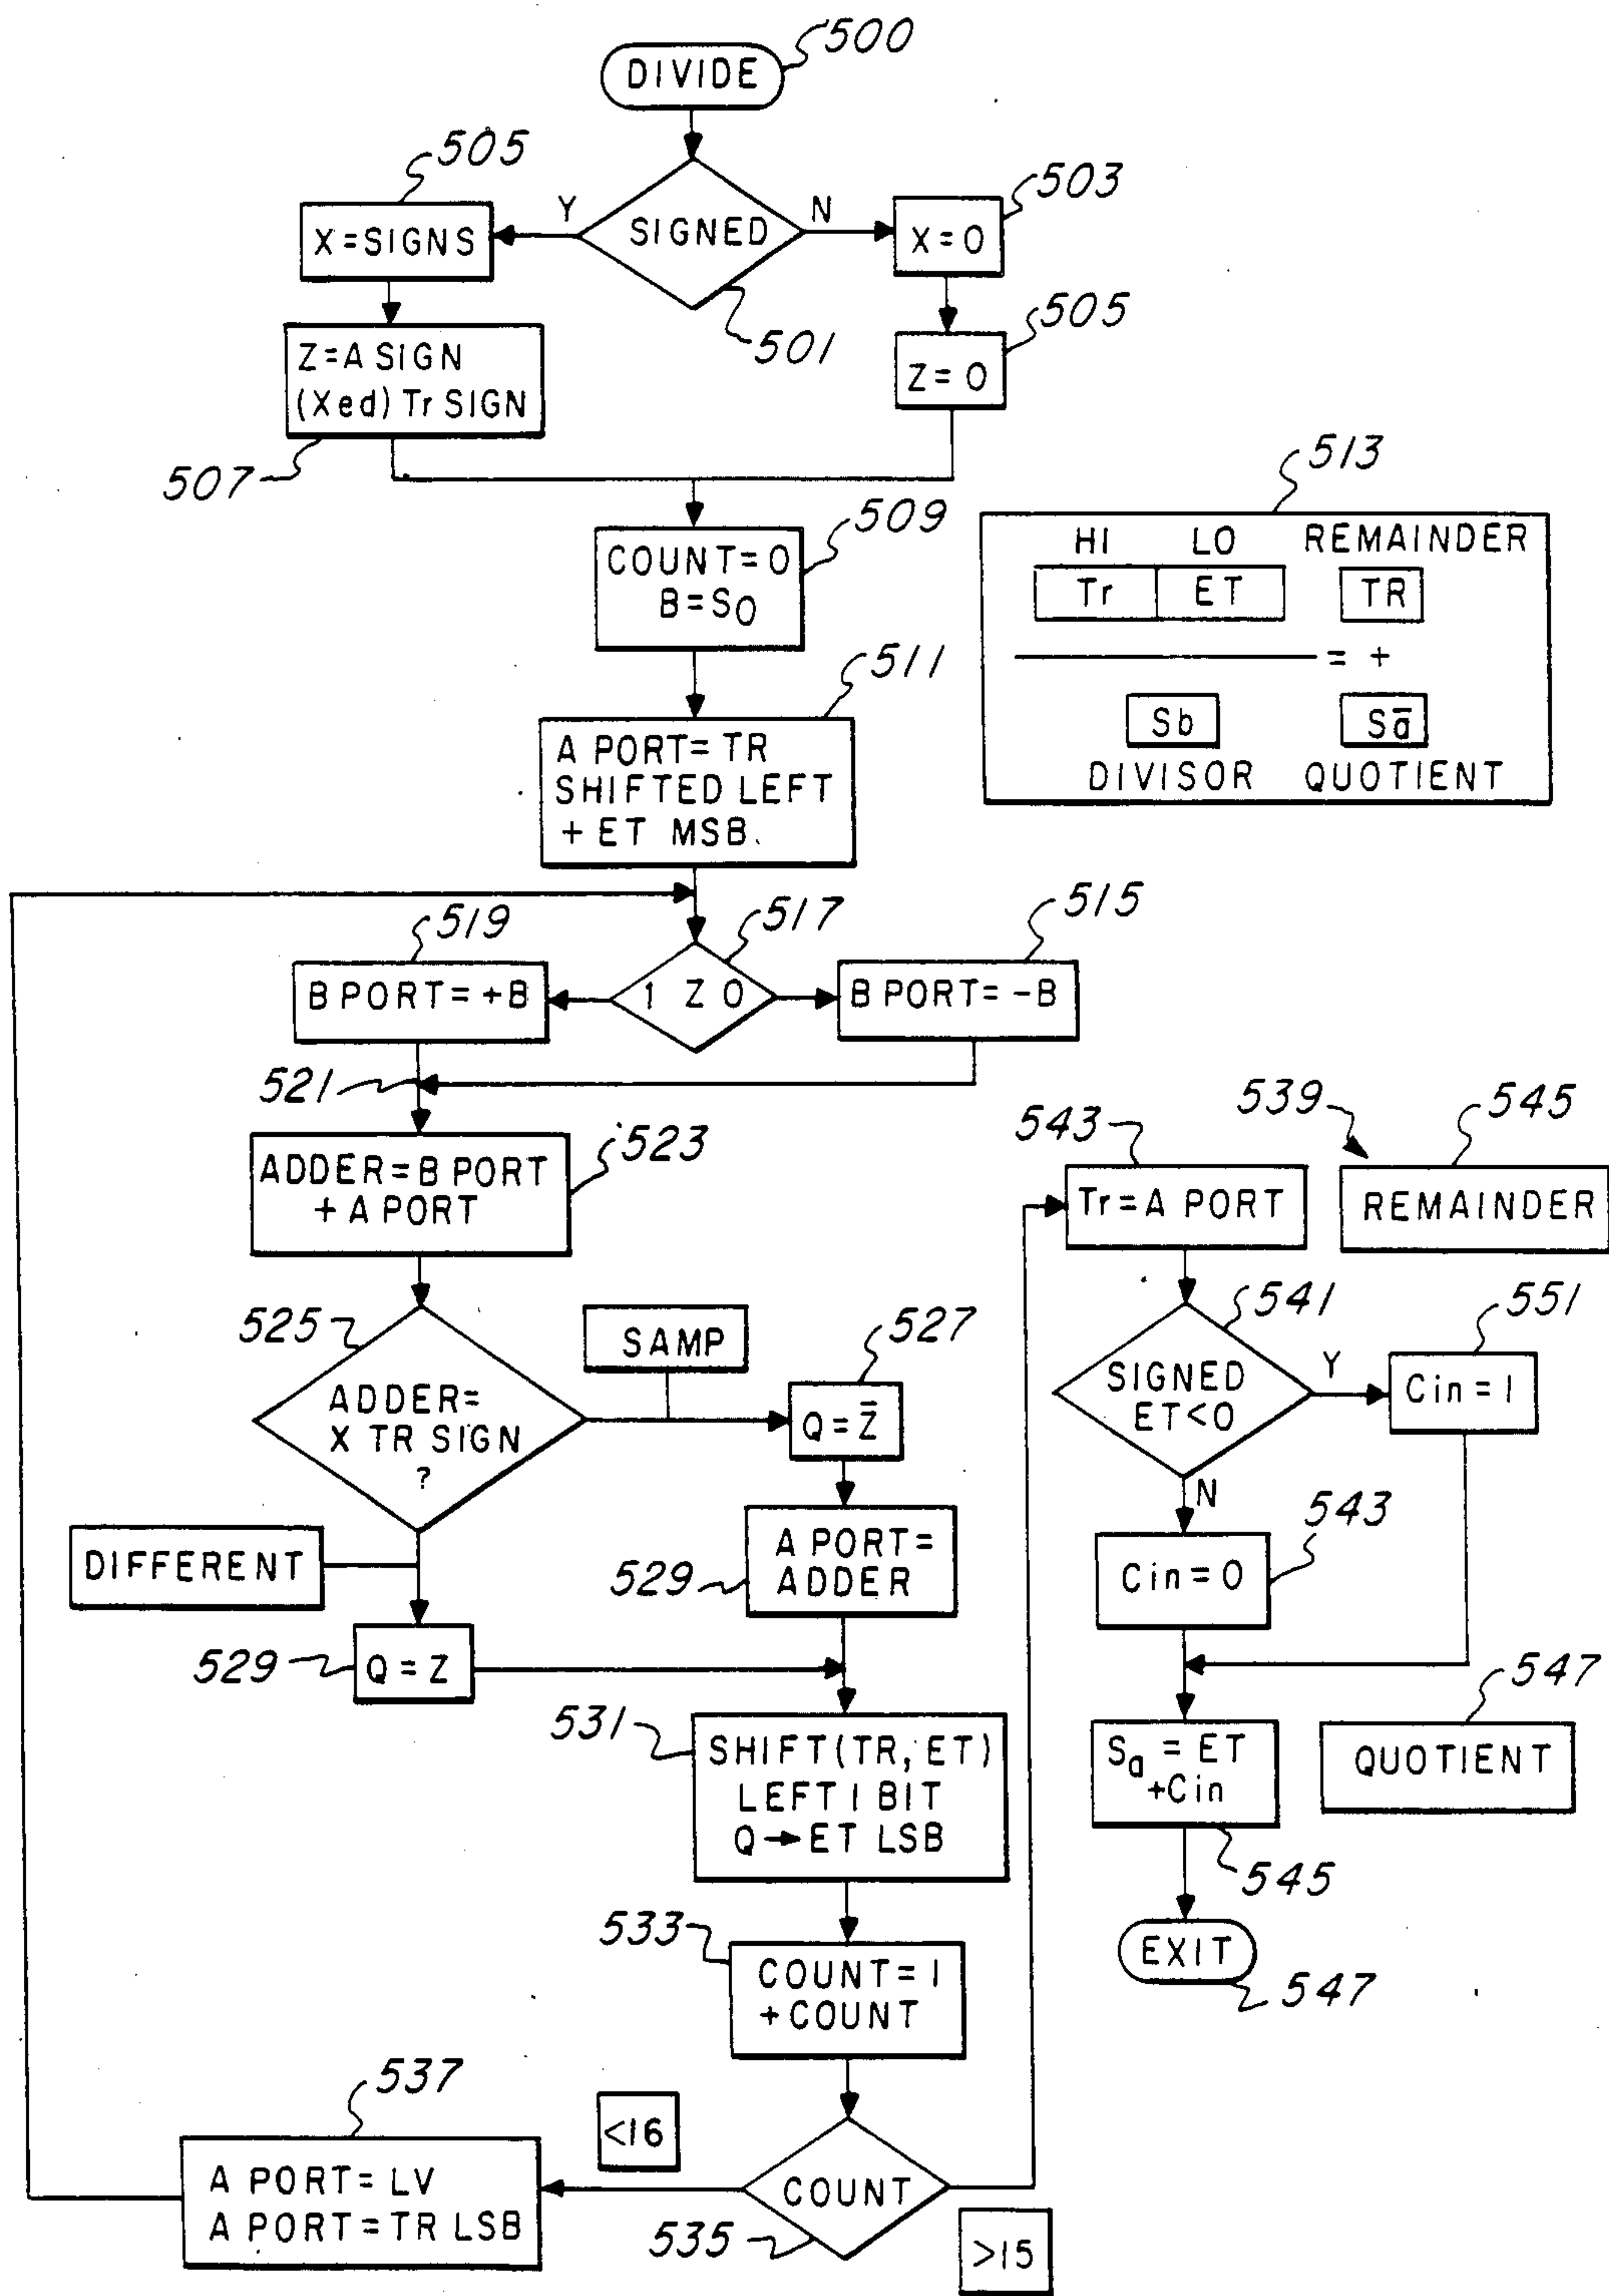 DIVIDE
500
SIGNED
501
Y
N
505
X=SIGNS
503
X=0
505
Z=0
Z=A SIGN
(Xed) Tr SIGN
507
509
COUNT=0
B=S0
511
A PORT=TR
SHIFTED LEFT
+ ET MSB.
513
HI LO REMAINDER
Tr ET TR
= +
Sb Sā
DIVISOR QUOTIENT
517
1 Z 0
519
B PORT=+B
515
B PORT=-B
521
523
ADDER=B PORT
+ A PORT
525
ADDER=
X TR SIGN
?
SAMP
527
Q=Z̄
529
A PORT=
ADDER
DIFFERENT
529
Q=Z
531
SHIFT(TR, ET)
LEFT 1 BIT
Q→ET LSB
533
COUNT=1
+COUNT
535
COUNT
<16
>15
537
A PORT=LV
A PORT=TR LSB
543
Tr=A PORT
539
545
REMAINDER
541
SIGNED
ET<0
Y
N
551
Cin=1
543
Cin=0
Sa = ET
+Cin
545
547
QUOTIENT
EXIT
547